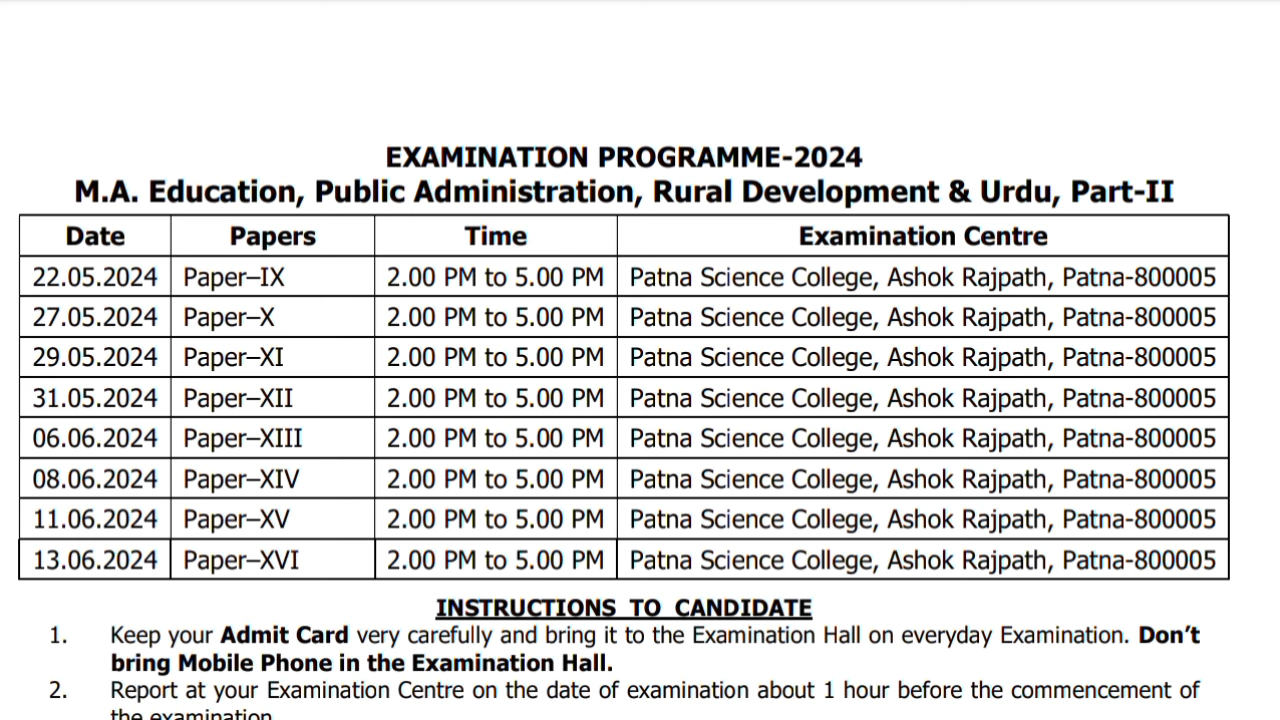 EXAMINATION PROGRAMME-2024
M.A. Education, Public Administration, Rural Development & Urdu, Part-II
Date Papers Time Examination Centre
22.05.2024 Paper–IX 2.00 PM to 5.00 PM Patna Science College, Ashok Rajpath, Patna-800005
27.05.2024 Paper–X 2.00 PM to 5.00 PM Patna Science College, Ashok Rajpath, Patna-800005
29.05.2024 Paper–XI 2.00 PM to 5.00 PM Patna Science College, Ashok Rajpath, Patna-800005
31.05.2024 Paper–XII 2.00 PM to 5.00 PM Patna Science College, Ashok Rajpath, Patna-800005
06.06.2024 Paper–XIII 2.00 PM to 5.00 PM Patna Science College, Ashok Rajpath, Patna-800005
08.06.2024 Paper–XIV 2.00 PM to 5.00 PM Patna Science College, Ashok Rajpath, Patna-800005
11.06.2024 Paper–XV 2.00 PM to 5.00 PM Patna Science College, Ashok Rajpath, Patna-800005
13.06.2024 Paper–XVI 2.00 PM to 5.00 PM Patna Science College, Ashok Rajpath, Patna-800005
INSTRUCTIONS TO CANDIDATE
1. Keep your Admit Card very carefully and bring it to the Examination Hall on everyday Examination. Don’t
bring Mobile Phone in the Examination Hall.
2. Report at your Examination Centre on the date of examination about 1 hour before the commencement of
the examination